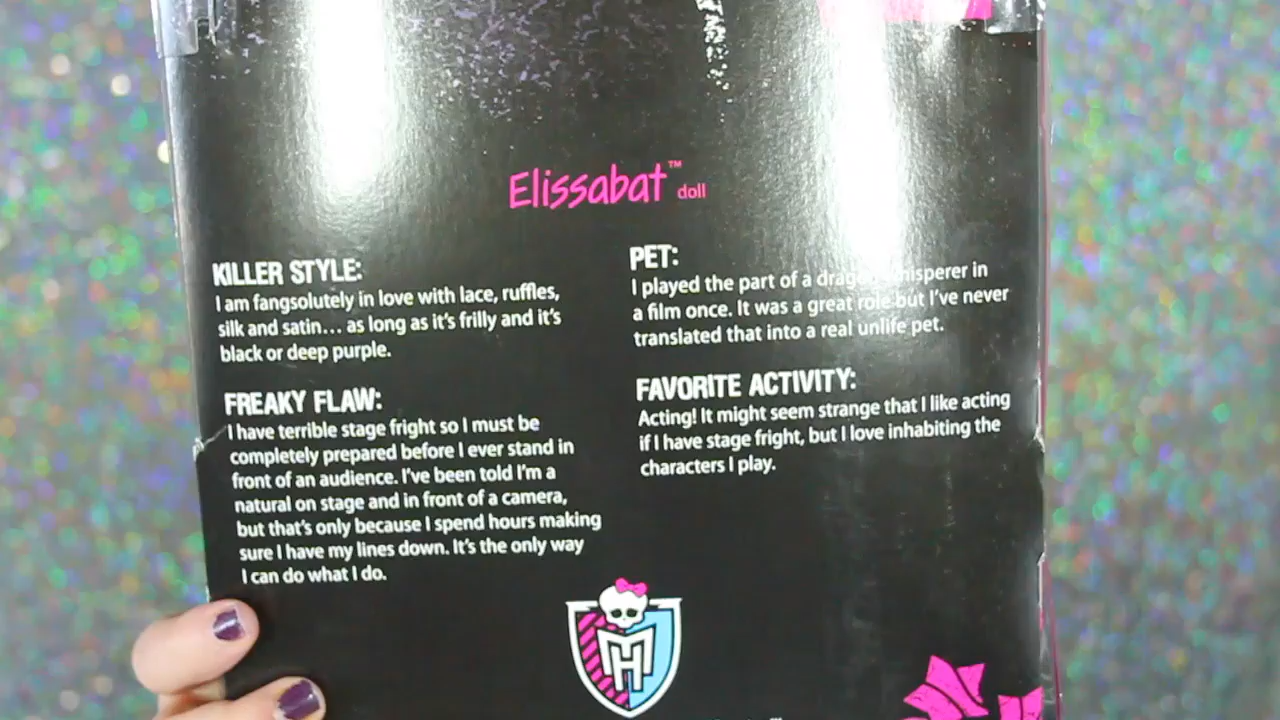 Elissabat™ doll
KILLER STYLE:
I am fangsolutely in love with lace, ruffles,
silk and satin... as long as it's frilly and it's
black or deep purple.
FREAKY FLAW:
I have terrible stage fright so I must be
completely prepared before I ever stand in
front of an audience. I've been told I'm a
natural on stage and in front of a camera,
but that's only because I spend hours making
sure I have my lines down. It's the only way
I can do what I do.
PET:
I played the part of a dragon whisperer in
a film once. It was a great role but I've never
translated that into a real unlife pet.
FAVORITE ACTIVITY:
Acting! It might seem strange that I like acting
if I have stage fright, but I love inhabiting the
characters I play.
MH